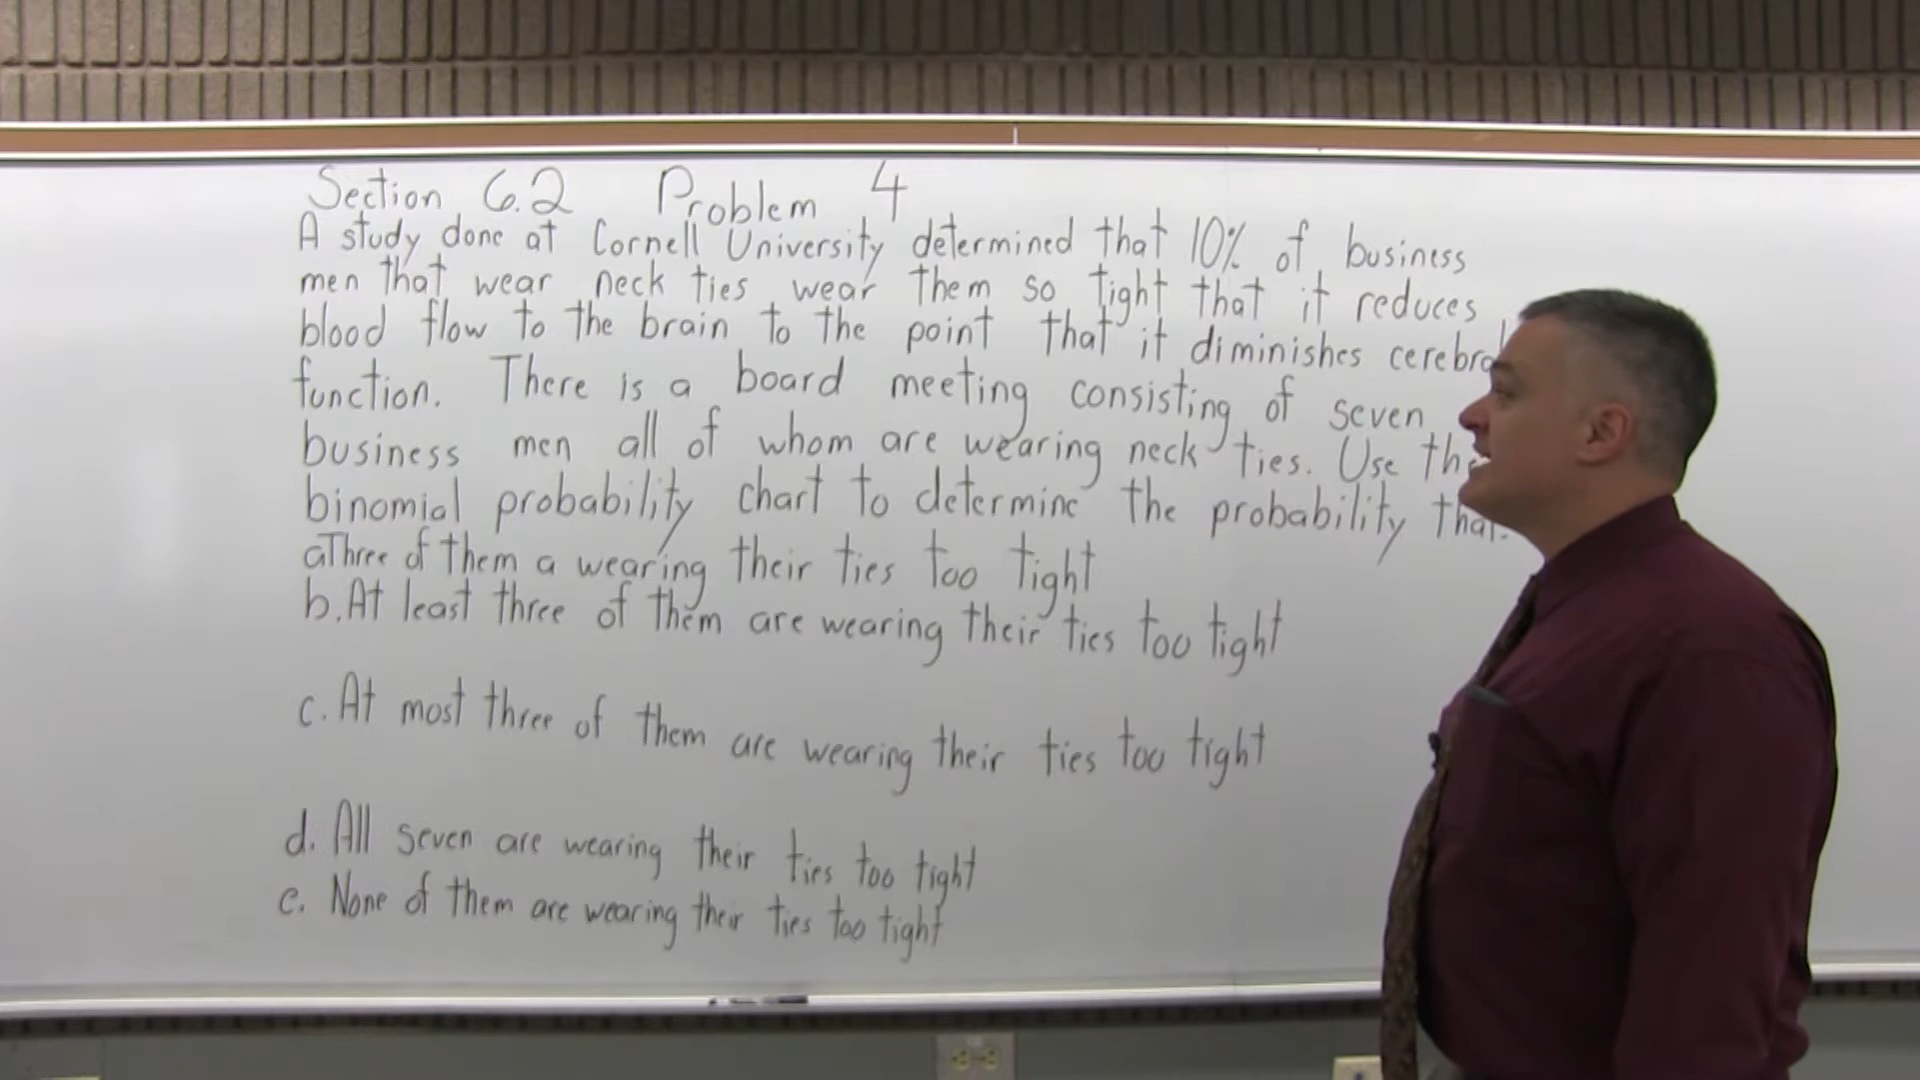 Section 6.2 Problem 4
A study done at Cornell University determined that 10% of business
men that wear neck ties wear them so tight that it reduces
blood flow to the brain to the point that it diminishes
function. There is a board meeting consisting of seven
business men all of whom are wearing neck ties. Use
binomial probability chart to determine the probability that:
a Three of them a wearing their ties too tight
b. At least three of them are wearing their ties too tight
c. At most three of them are wearing their ties too tight
d. All seven are wearing their ties too tight
e. None of them are wearing their ties too tight